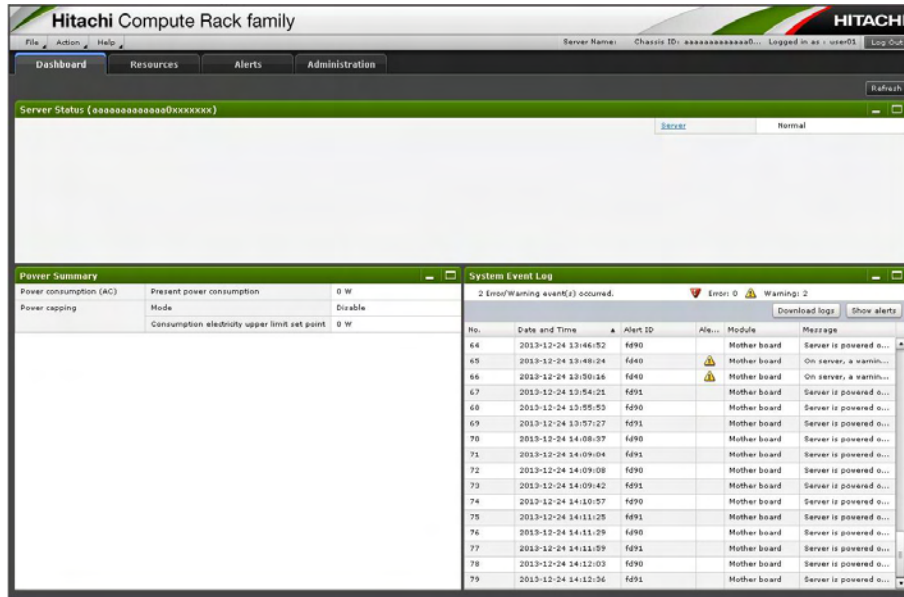 Hitachi Compute Rack family
HITACHI
File Action Help Server Name: Chassis ID: aaaaaaaaaaaaa0... Logged in as : user01 Log Out
Dashboard Resources Alerts Administration
Refresh
Server Status (aaaaaaaaaaaaa0xxxxxxx)
Server Normal
Power Summary
Power consumption (AC) Present power consumption 0 W
Power capping Mode Disable
Consumption electricity upper limit set point 0 W
System Event Log
2 Error/Warning event(s) occurred. Error: 0 Warning: 2
Download logs Show alerts
No. Date and Time Alert ID Ale... Module Message
64 2013-12-24 13:46:52 fd90 Mother board Server is powered o...
65 2013-12-24 13:48:24 fd40 Mother board On server, a warnin...
66 2013-12-24 13:50:16 fd40 Mother board On server, a warnin...
67 2013-12-24 13:54:21 fd91 Mother board Server is powered o...
68 2013-12-24 13:55:53 fd90 Mother board Server is powered o...
69 2013-12-24 13:57:27 fd91 Mother board Server is powered o...
70 2013-12-24 14:08:37 fd90 Mother board Server is powered o...
71 2013-12-24 14:09:04 fd91 Mother board Server is powered o...
72 2013-12-24 14:09:08 fd90 Mother board Server is powered o...
73 2013-12-24 14:09:42 fd91 Mother board Server is powered o...
74 2013-12-24 14:10:57 fd90 Mother board Server is powered o...
75 2013-12-24 14:11:25 fd91 Mother board Server is powered o...
76 2013-12-24 14:11:29 fd90 Mother board Server is powered o...
77 2013-12-24 14:11:59 fd91 Mother board Server is powered o...
78 2013-12-24 14:12:03 fd90 Mother board Server is powered o...
79 2013-12-24 14:12:36 fd91 Mother board Server is powered o...